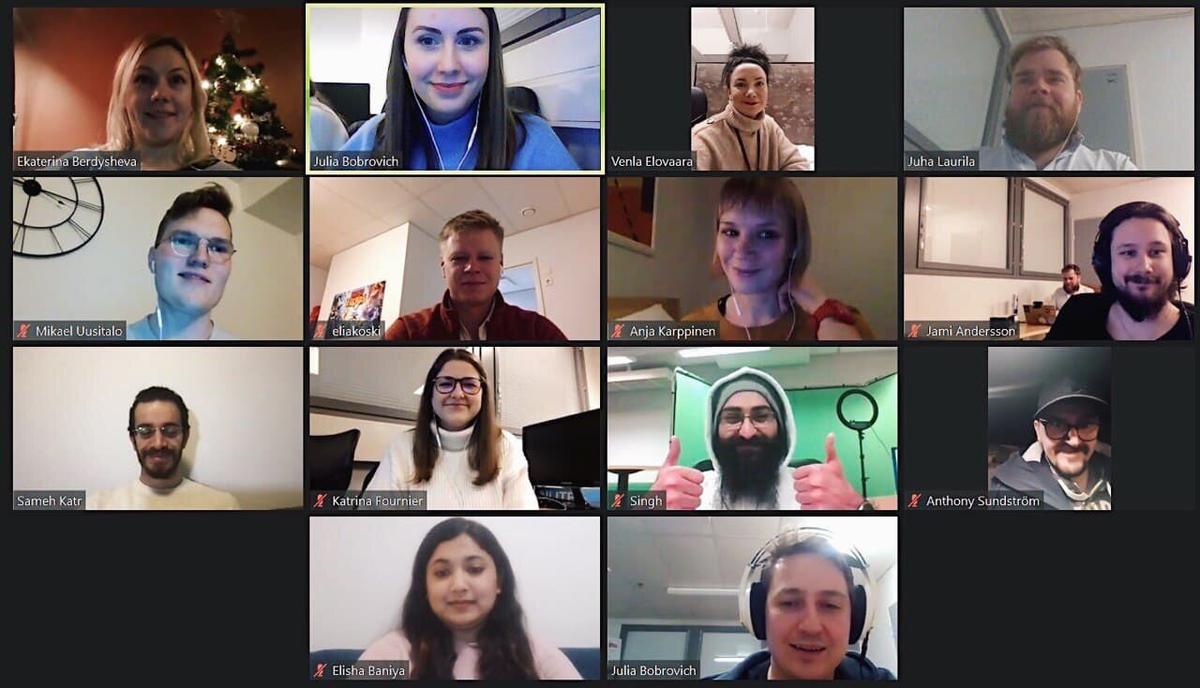 Ekaterina Berdysheva
Julia Bobrovich
Venla Elovaara
Juha Laurila
Mikael Uusitalo
eliakoski
Anja Karppinen
Jami Andersson
Sameh Katr
Katrina Fournier
Singh
Anthony Sundström
Elisha Baniya
Julia Bobrovich